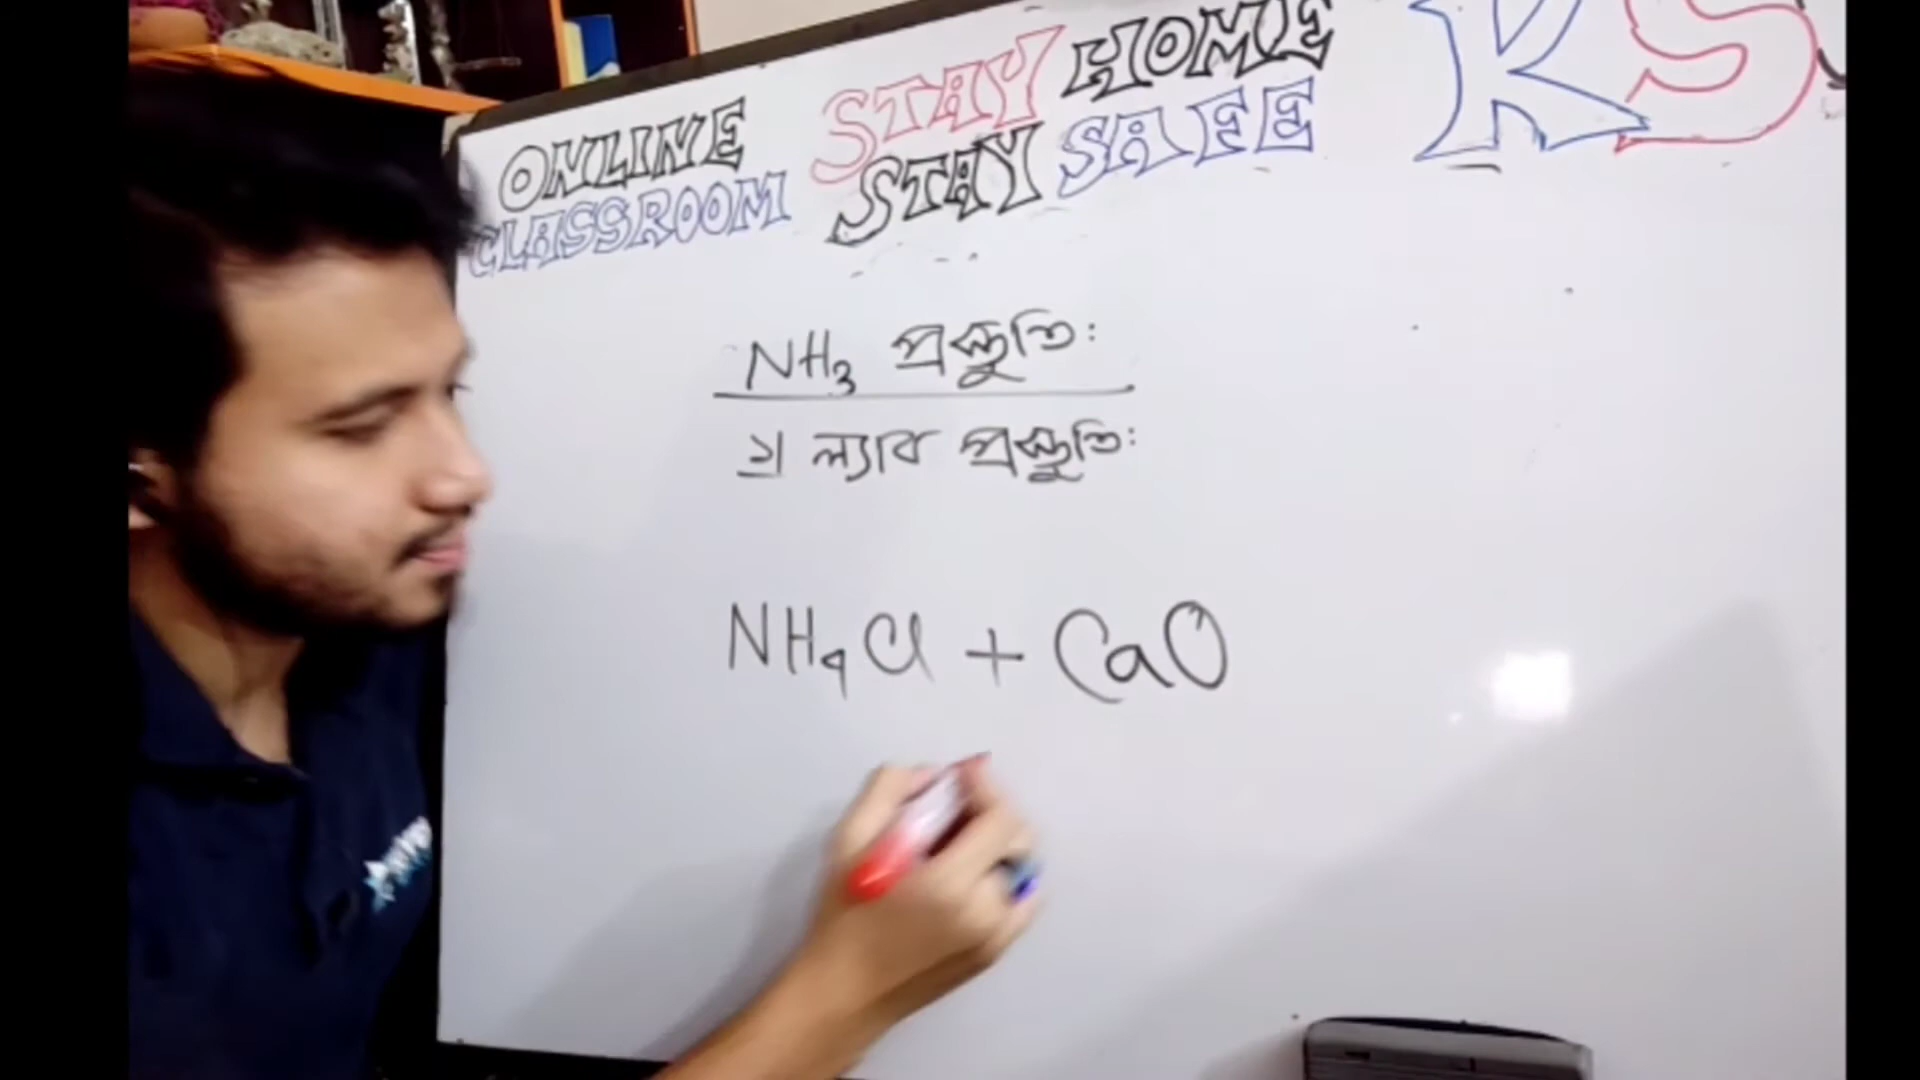 ONLINE STAY HOME KS
CLASSROOM STAY SAFE
NH₃ প্রস্তুতিঃ
১। ল্যাব প্রস্তুতিঃ
NH₄Cl + CaO